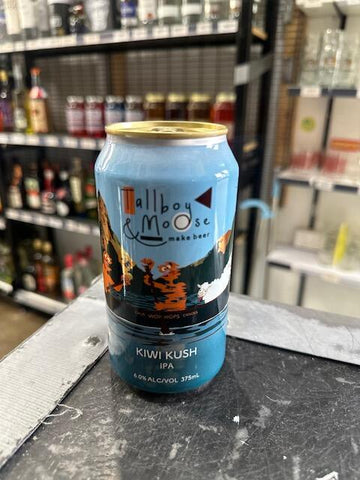 Tallboy
& Moose
make beer
KIWI KUSH
IPA
6.0% ALC/VOL 375mL